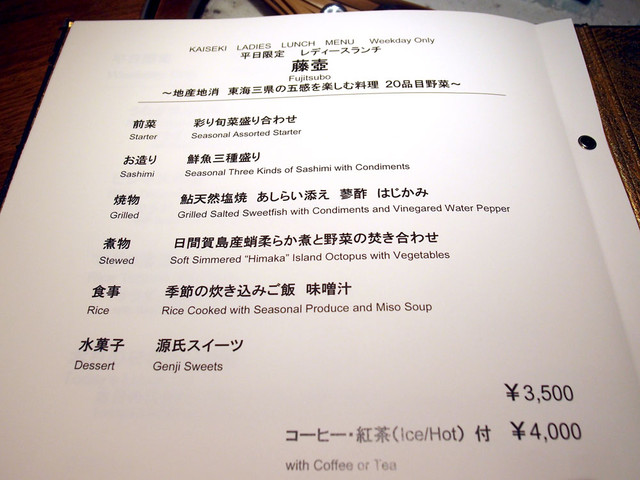 KAISEKI LADIES LUNCH MENU Weekday Only
平日限定 レディースランチ
藤壺
Fujitsubo
～地産地消 東海三県の五感を楽しむ料理 20品目野菜～
前菜 彩り旬菜盛り合わせ
Starter Seasonal Assorted Starter
お造り 鮮魚三種盛り
Sashimi Seasonal Three Kinds of Sashimi with Condiments
焼物 鮎天然塩焼 あしらい添え 蓼酢 はじかみ
Grilled Grilled Salted Sweetfish with Condiments and Vinegared Water Pepper
煮物 日間賀島産蛸柔らか煮と野菜の焚き合わせ
Stewed Soft Simmered "Himaka" Island Octopus with Vegetables
食事 季節の炊き込みご飯 味噌汁
Rice Rice Cooked with Seasonal Produce and Miso Soup
水菓子 源氏スイーツ
Dessert Genji Sweets
￥3,500
コーヒー・紅茶（Ice/Hot）付 ￥4,000
with Coffee or Tea